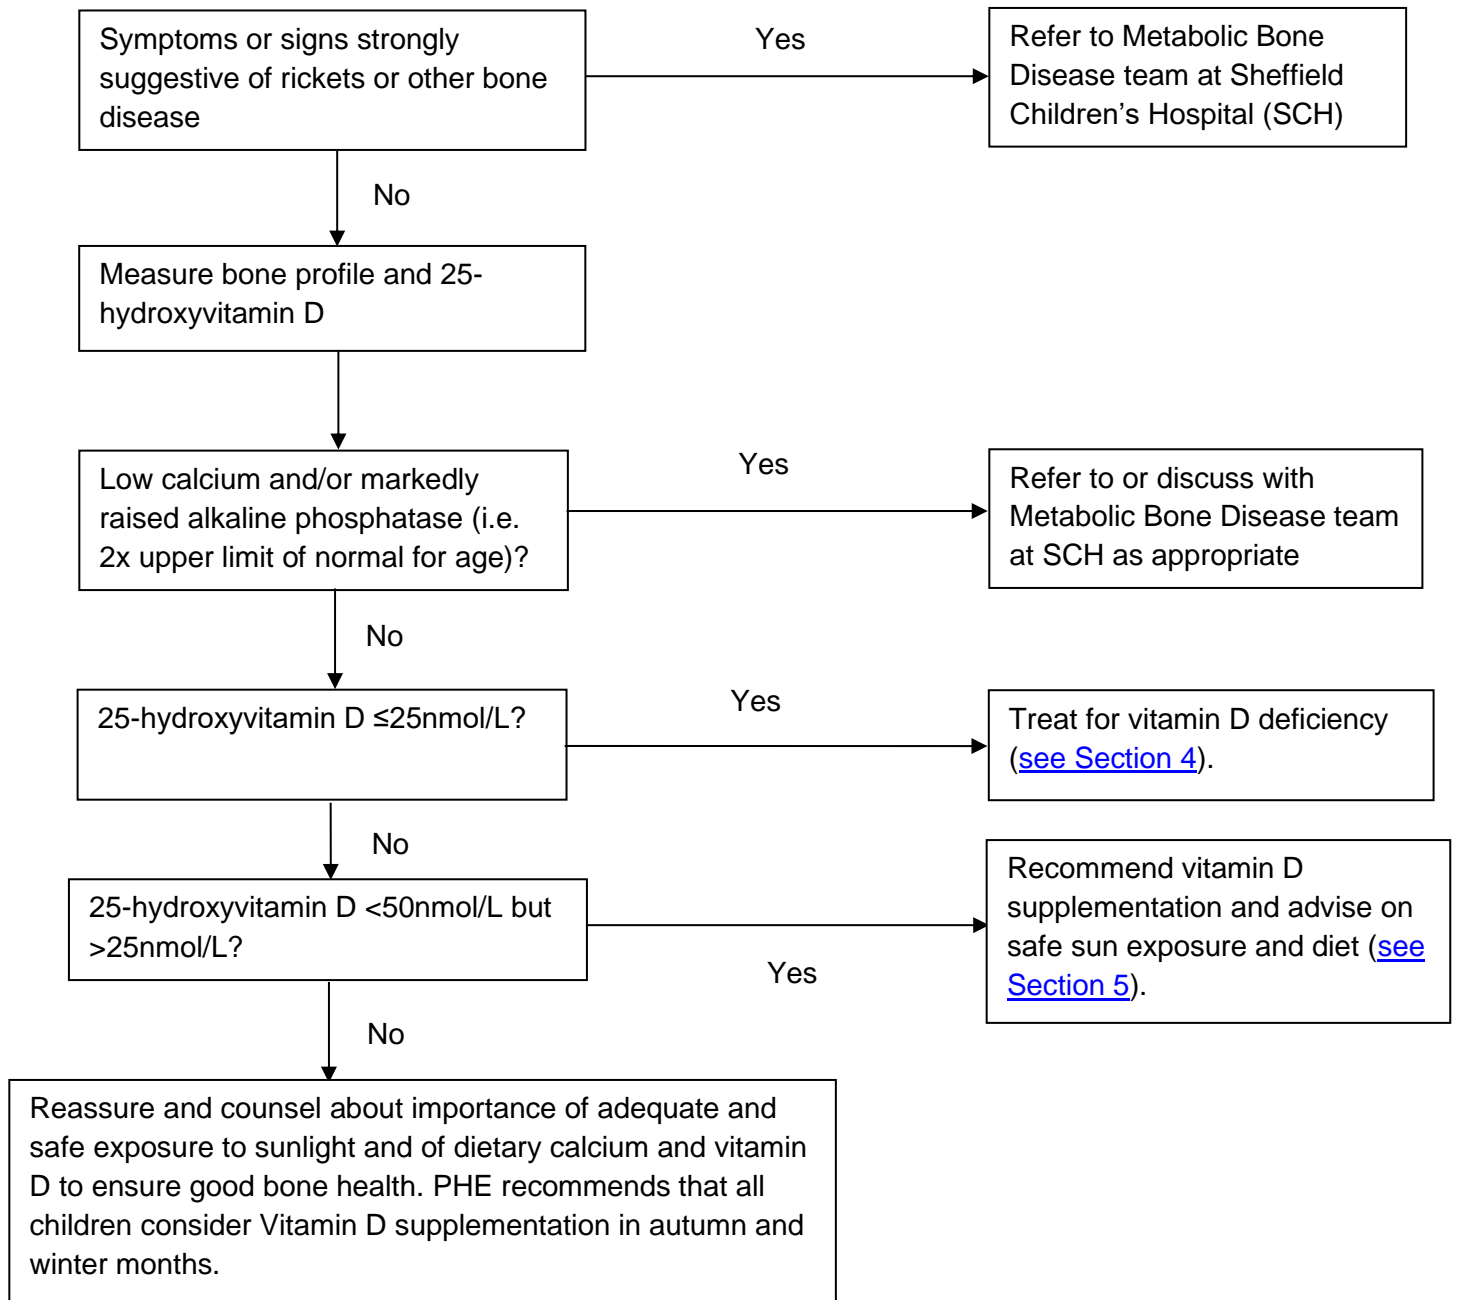 Symptoms or signs strongly
suggestive of rickets or other bone
disease
Yes
Refer to Metabolic Bone
Disease team at Sheffield
Children’s Hospital (SCH)
No
Measure bone profile and 25-
hydroxyvitamin D
Low calcium and/or markedly
raised alkaline phosphatase (i.e.
2x upper limit of normal for age)?
Yes
Refer to or discuss with
Metabolic Bone Disease team
at SCH as appropriate
No
25-hydroxyvitamin D ≤25nmol/L?
Yes
Treat for vitamin D deficiency
(see Section 4).
No
25-hydroxyvitamin D <50nmol/L but
>25nmol/L?
Yes
Recommend vitamin D
supplementation and advise on
safe sun exposure and diet (see
Section 5).
No
Reassure and counsel about importance of adequate and
safe exposure to sunlight and of dietary calcium and vitamin
D to ensure good bone health. PHE recommends that all
children consider Vitamin D supplementation in autumn and
winter months.